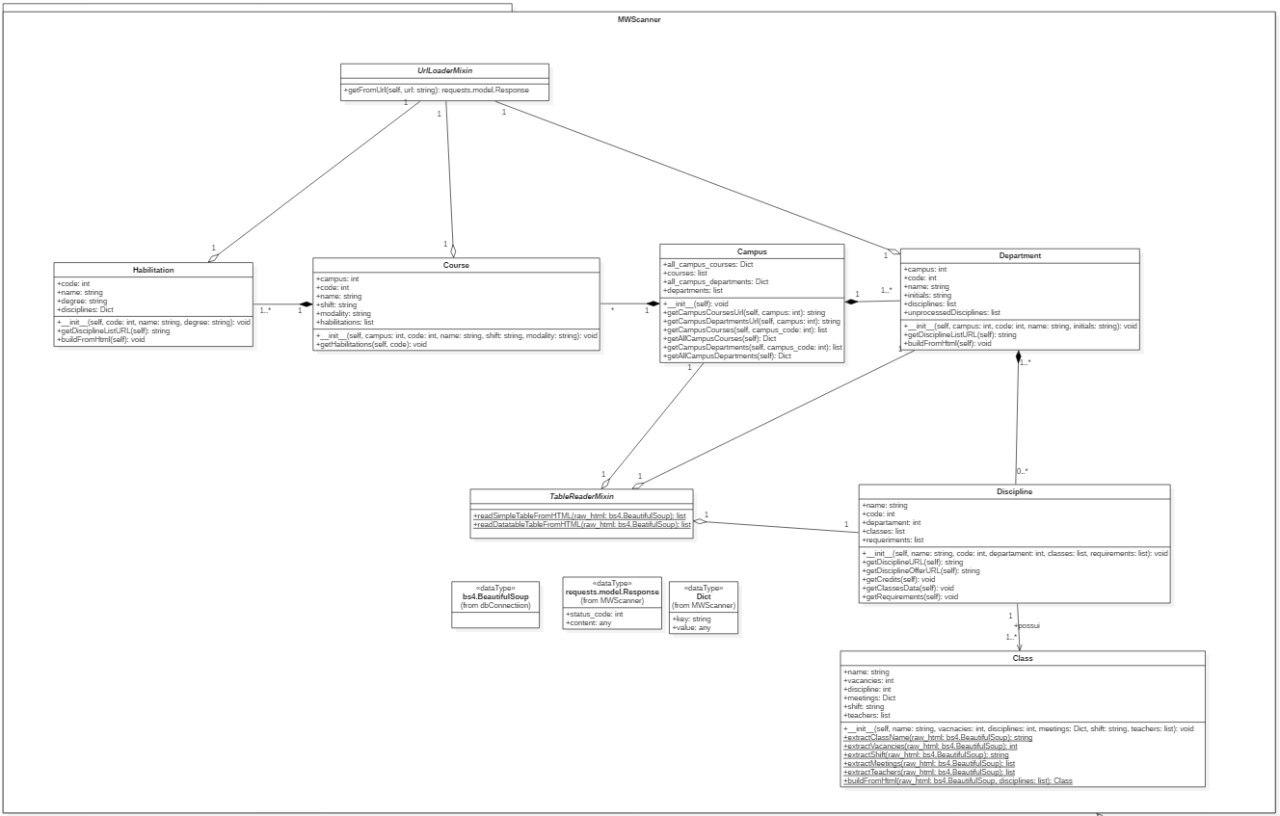 MWScanner
UrlLoaderMixin
+getFromUrl(self, url: string): requests.model.Response
1
1
1
1
1
1
Habilitation
+code: int
+name: string
+degree: string
+disciplines: Dict
+__init__(self, code: int, name: string, degree: string): void
+getDisciplineListURL(self): string
+buildFromHtml(self): void
1..*
1
Course
+campus: int
+code: int
+name: string
+shift: string
+modality: string
+habilitations: list
+__init__(self, campus: int, code: int, name: string, shift: string, modality: string): void
+getHabilitations(self, code): void
*
1
Campus
+all_campus_courses: Dict
+courses: list
+all_campus_departments: Dict
+departments: list
+__init__(self): void
+getCampusCoursesUrl(self, campus: int): string
+getCampusDepartmentsUrl(self, campus: int): string
+getCampusCourses(self, campus_code: int): list
+getAllCampusCourses(self): Dict
+getCampusDepartments(self, campus_code: int): list
+getAllCampusDepartments(self): Dict
1
1..*
Department
+campus: int
+code: int
+name: string
+initials: string
+disciplines: list
+unprocessedDisciplines: list
+__init__(self, campus: int, code: int, name: string, initials: string): void
+getDisciplineListURL(self): string
+buildFromHtml(self): void
1
1
1..*
1
1
0..*
TableReaderMixin
+readSimpleTableFromHTML(raw_html: bs4.BeautifulSoup): list
+readDatatableTableFromHTML(raw_html: bs4.BeatifulSoup): list
1
1
Discipline
+name: string
+code: int
+departament: int
+classes: list
+requeriments: list
+__init__(self, name: string, code: int, departament: int, classes: list, requirements: list): void
+getDisciplineURL(self): string
+getDisciplineOfferURL(self): string
+getCredits(self): void
+getClassesData(self): void
+getRequirements(self): void
«dataType»
bs4.BeautifulSoup
(from dbConnection)
«dataType»
requests.model.Response
(from MWScanner)
+status_code: int
+content: any
«dataType»
Dict
(from MWScanner)
+key: string
+value: any
1
+possui
1..*
Class
+name: string
+vacancies: int
+discipline: int
+meetings: Dict
+shift: string
+teachers: list
+__init__(self, name: string, vacnacies: int, disciplines: int, meetings: Dict, shift: string, teachers: list): void
+extractClassName(raw_html: bs4.BeautifulSoup): string
+extractVacancies(raw_html: bs4.BeautifulSoup): int
+extractShift(raw_html: bs4.BeautifulSoup): string
+extractMeetings(raw_html: bs4.BeautifulSoup): list
+extractTeachers(raw_html: bs4.BeautifulSoup): list
+buildFromHtml(raw_html: bs4.BeautifulSoup, disciplines: list): Class